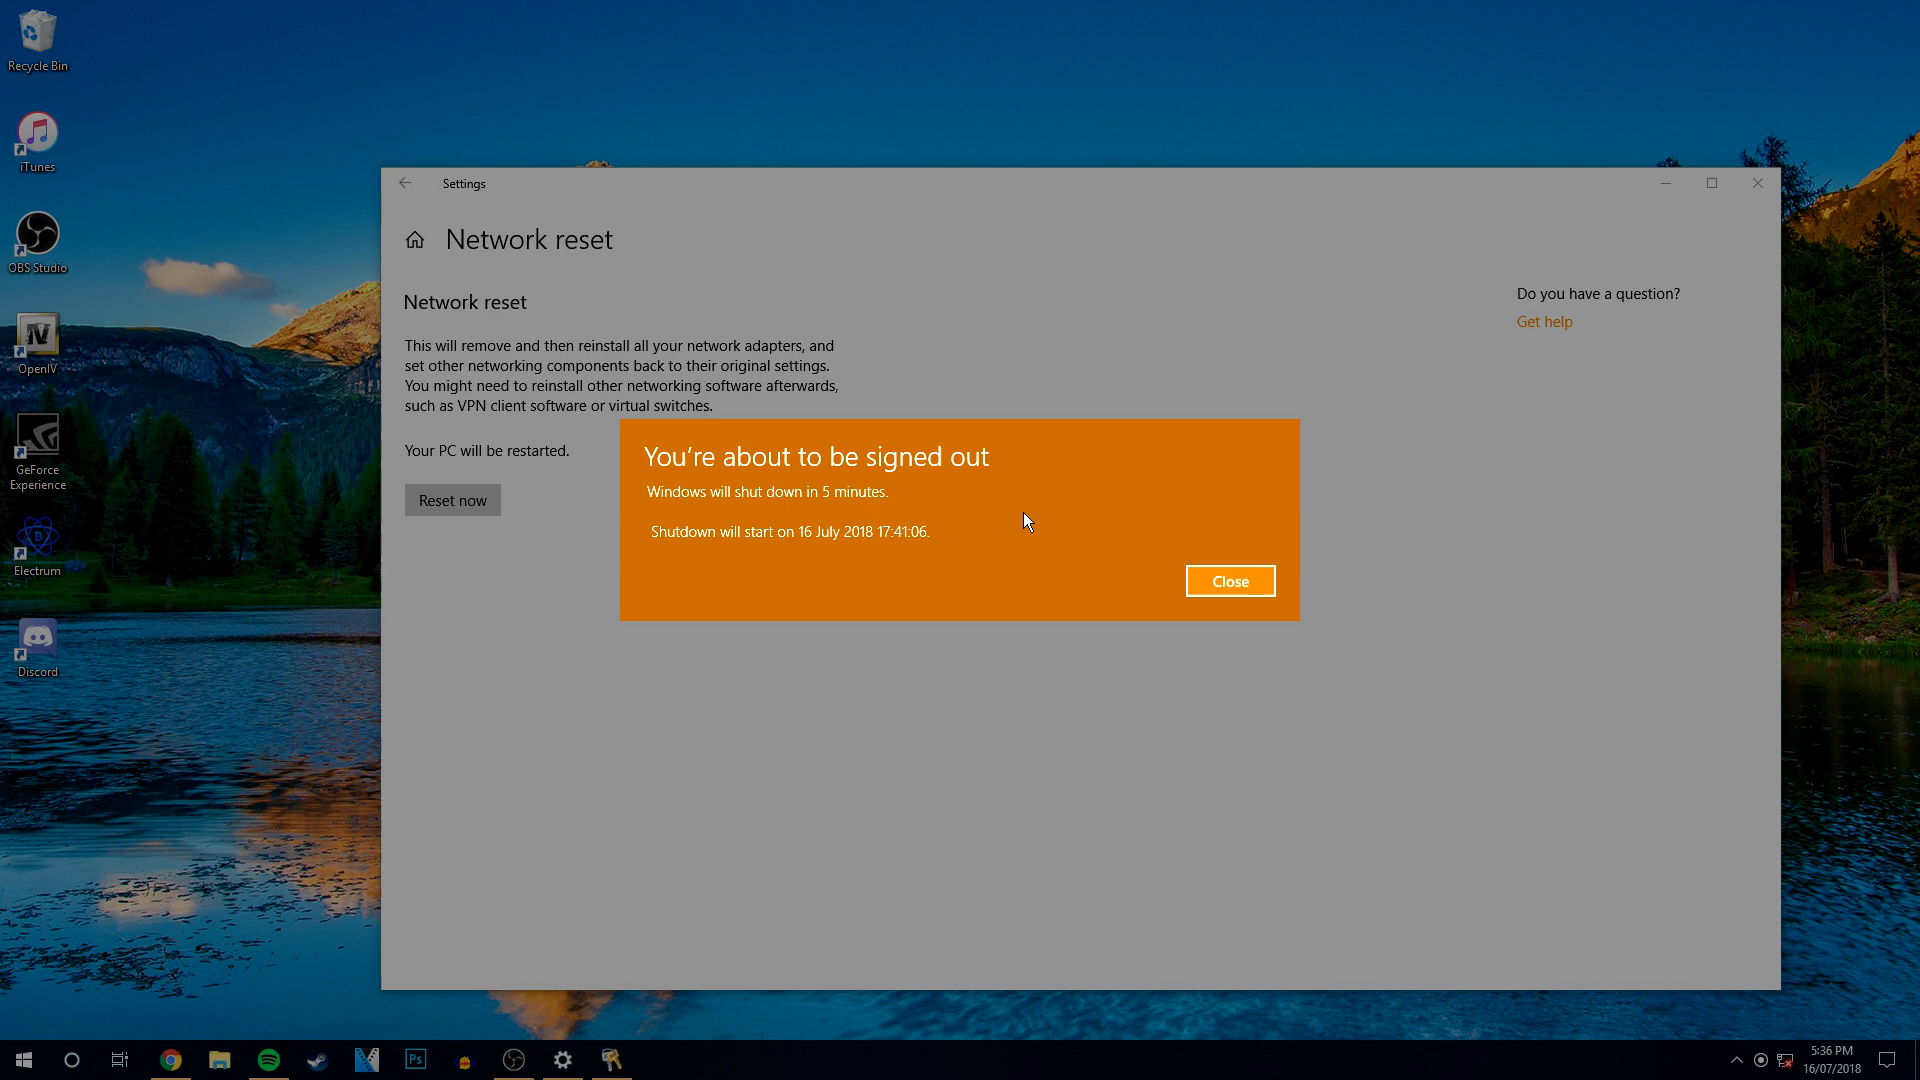 Recycle Bin
iTunes
OBS Studio
OpenIV
GeForce
Experience
Electrum
Discord
Settings
Network reset
Network reset
This will remove and then reinstall all your network adapters, and
set other networking components back to their original settings.
You might need to reinstall other networking software afterwards,
such as VPN client software or virtual switches.
Your PC will be restarted.
Reset now
Do you have a question?
Get help
You’re about to be signed out
Windows will shut down in 5 minutes.
Shutdown will start on 16 July 2018 17:41:06.
Close
Ps
5:36 PM
16/07/2018